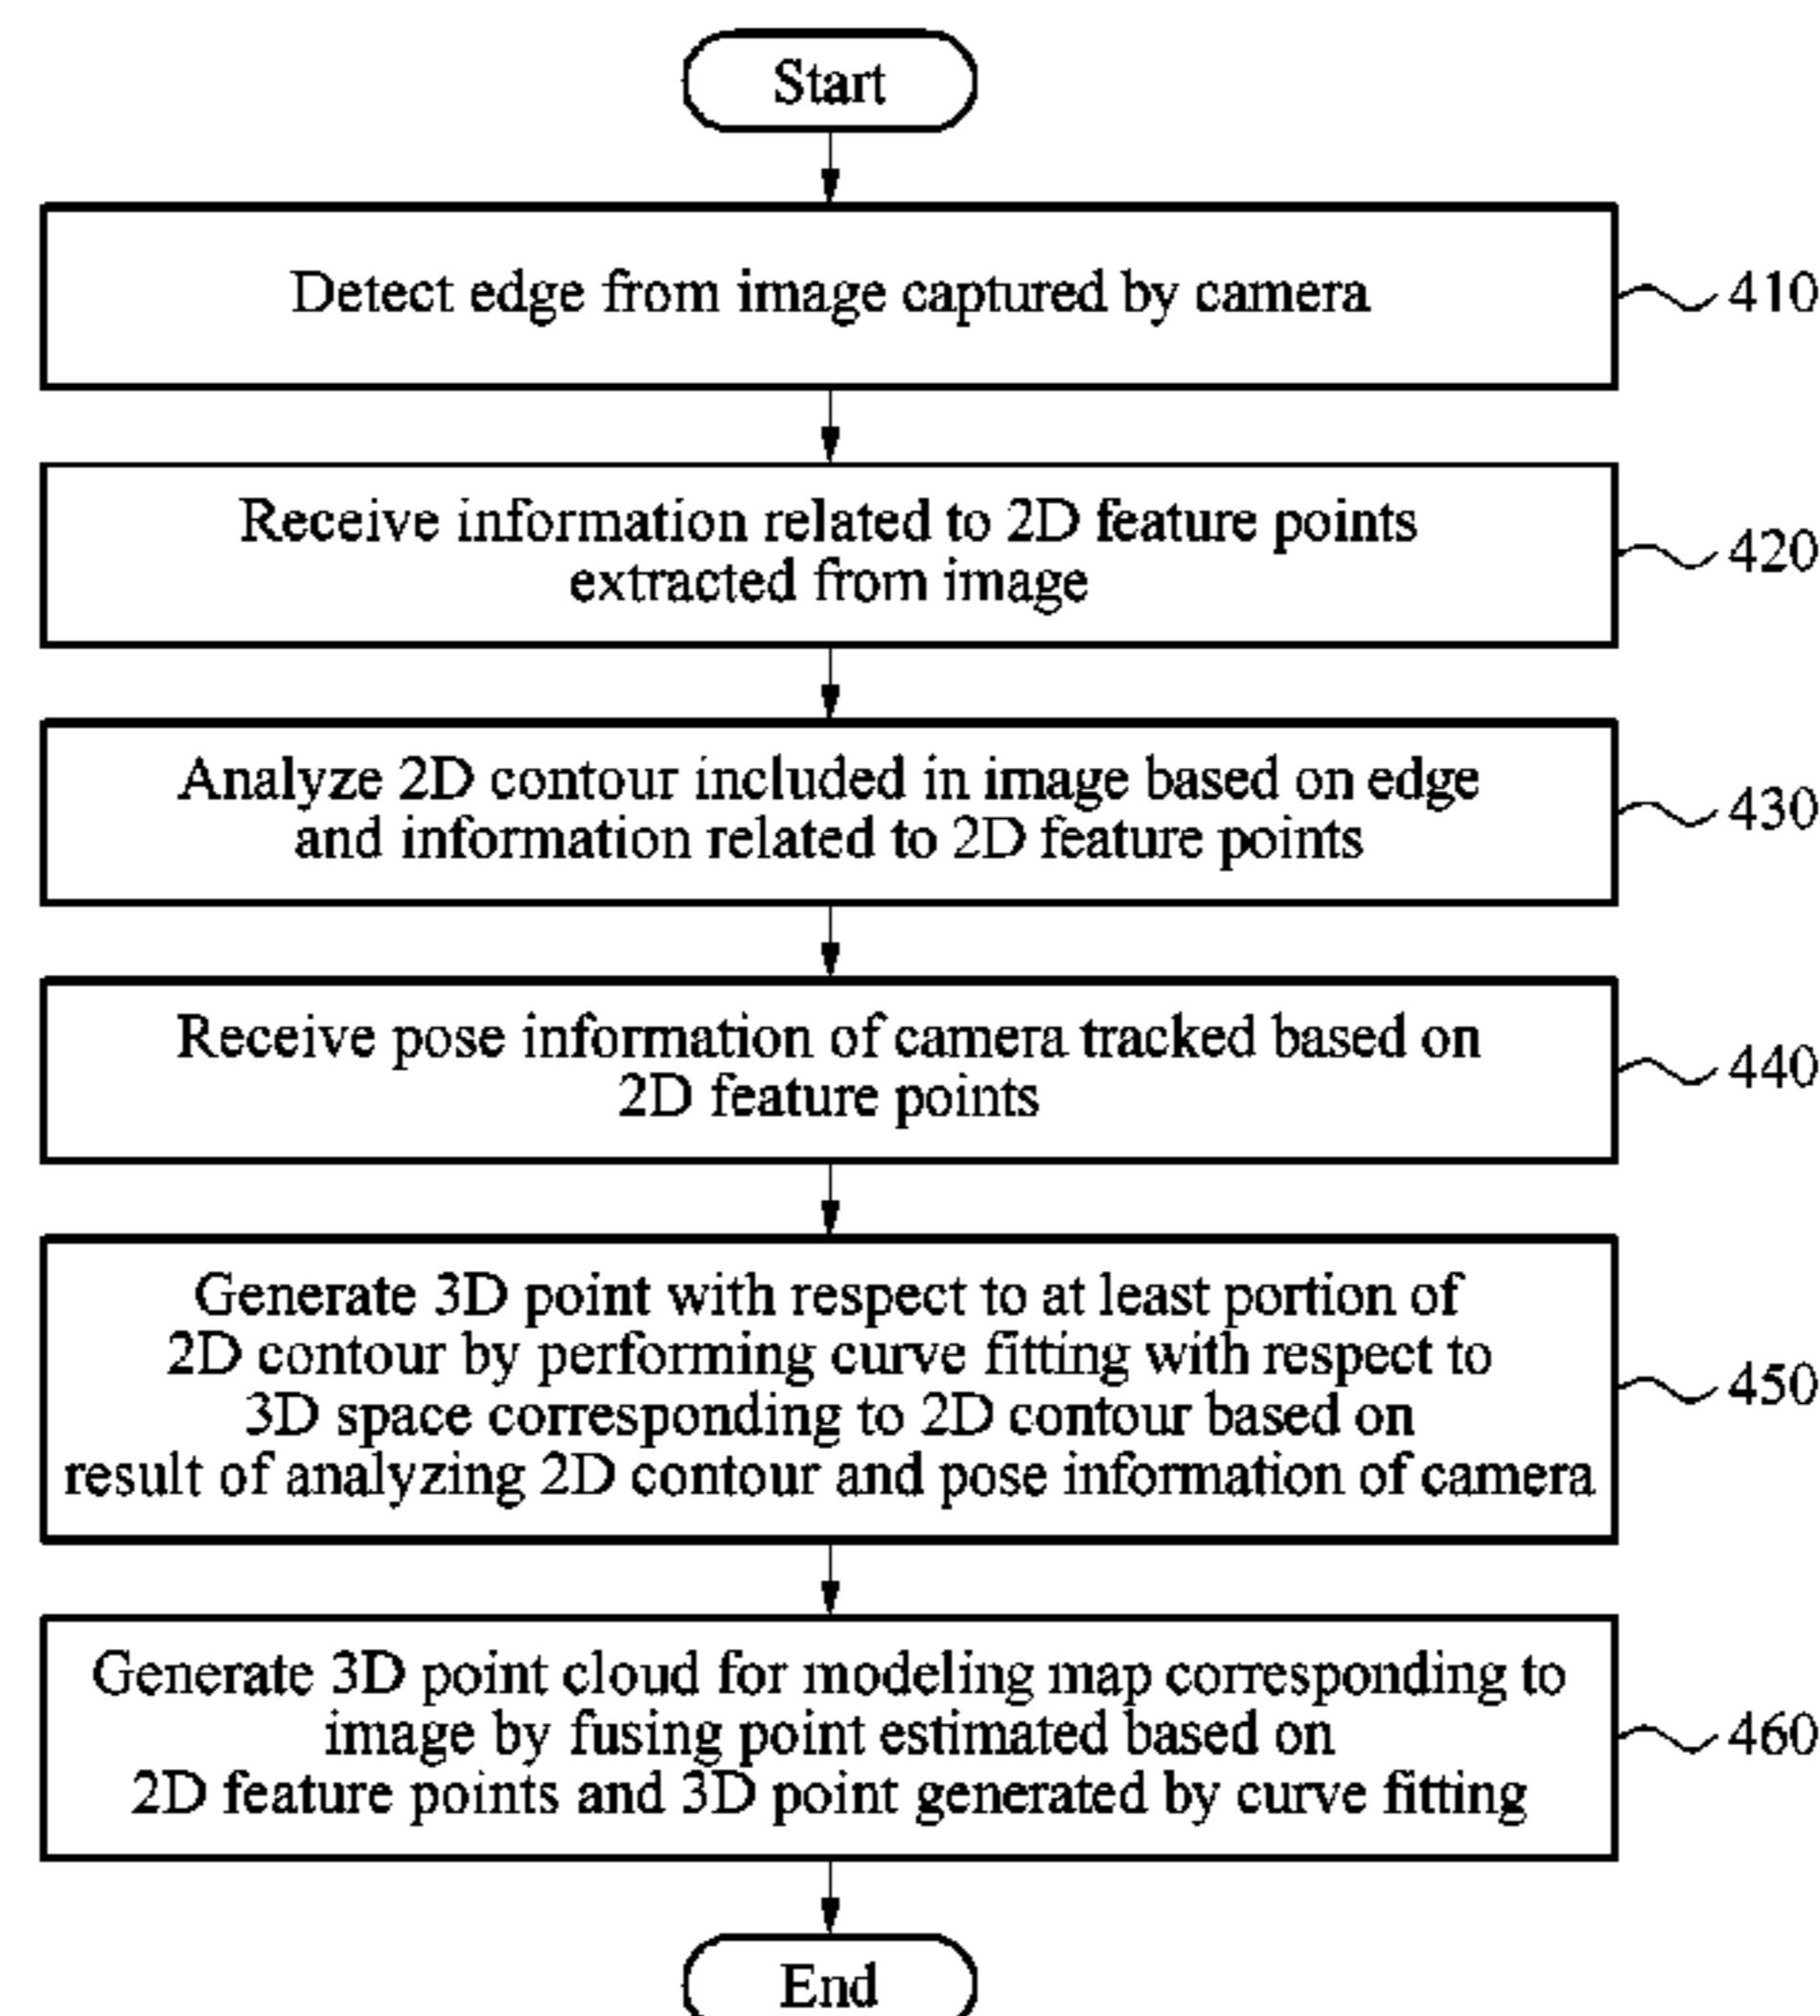 Start
Detect edge from image captured by camera
410
Receive information related to 2D feature points
extracted from image
420
Analyze 2D contour included in image based on edge
and information related to 2D feature points
430
Receive pose information of camera tracked based on
2D feature points
440
Generate 3D point with respect to at least portion of
2D contour by performing curve fitting with respect to
3D space corresponding to 2D contour based on
result of analyzing 2D contour and pose information of camera
450
Generate 3D point cloud for modeling map corresponding to
image by fusing point estimated based on
2D feature points and 3D point generated by curve fitting
460
End